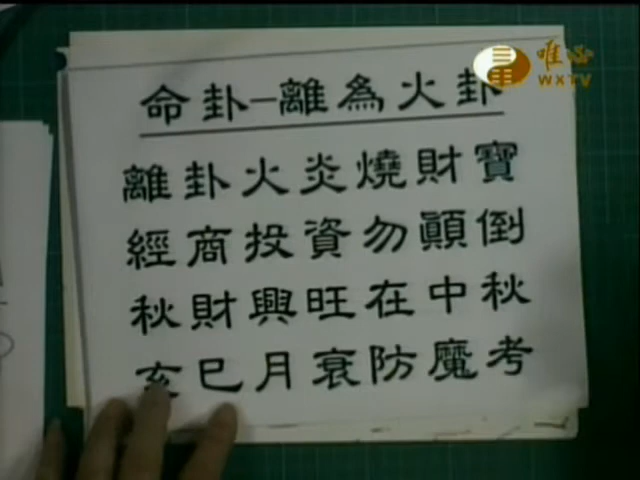 命卦–離為火卦
離卦火炎燒財寶
經商投資勿顛倒
秋財興旺在中秋
亥巳月衰防魔考
唯心
WXTV